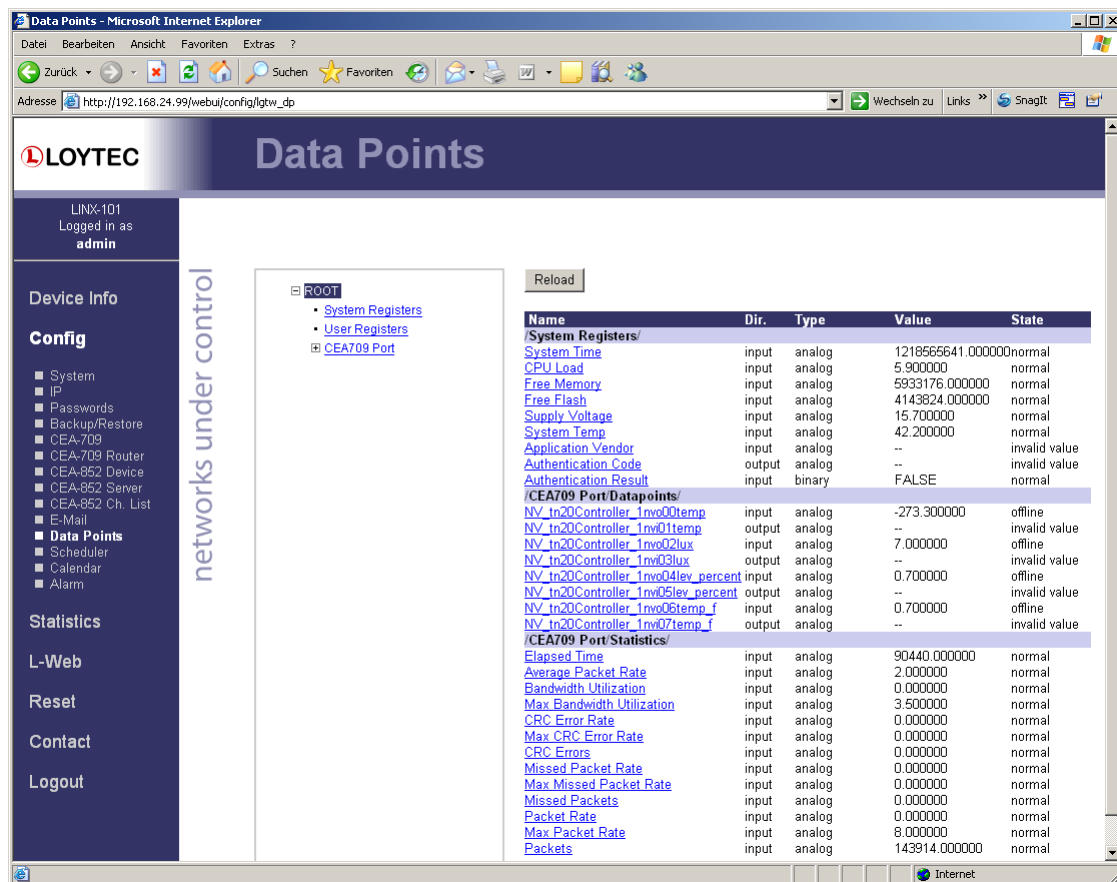 Data Points - Microsoft Internet Explorer
Datei Bearbeiten Ansicht Favoriten Extras ?
Zurück Suchen Favoriten
Adresse http://192.168.24.99/webui/config/lgtw_dp Wechseln zu Links » SnagIt
LOYTEC
Data Points
LINX-101
Logged in as
admin
Device Info
Config
System
IP
Passwords
Backup/Restore
CEA-709
CEA-709 Router
CEA-852 Device
CEA-852 Server
CEA-852 Ch. List
E-Mail
Data Points
Scheduler
Calendar
Alarm
Statistics
L-Web
Reset
Contact
Logout
networks under control
ROOT
System Registers
User Registers
CEA709 Port
Reload
Name Dir. Type Value State
/System Registers/
System Time input analog 1218565641.000000normal
CPU Load input analog 5.900000 normal
Free Memory input analog 5933176.000000 normal
Free Flash input analog 4143824.000000 normal
Supply Voltage input analog 15.700000 normal
System Temp input analog 42.200000 normal
Application Vendor input analog -- invalid value
Authentication Code output analog -- invalid value
Authentication Result input binary FALSE normal
/CEA709 Port/Datapoints/
NV_tn20Controller_1nvo00temp input analog -273.300000 offline
NV_tn20Controller_1nvi01temp output analog -- invalid value
NV_tn20Controller_1nvo02lux input analog 7.000000 offline
NV_tn20Controller_1nvi03lux output analog -- invalid value
NV_tn20Controller_1nvo04lev_percent input analog 0.700000 offline
NV_tn20Controller_1nvi05lev_percent output analog -- invalid value
NV_tn20Controller_1nvo06temp_f input analog 0.700000 offline
NV_tn20Controller_1nvi07temp_f output analog -- invalid value
/CEA709 Port/Statistics/
Elapsed Time input analog 90440.000000 normal
Average Packet Rate input analog 2.000000 normal
Bandwidth Utilization input analog 0.000000 normal
Max Bandwidth Utilization input analog 3.500000 normal
CRC Error Rate input analog 0.000000 normal
Max CRC Error Rate input analog 0.000000 normal
CRC Errors input analog 0.000000 normal
Missed Packet Rate input analog 0.000000 normal
Max Missed Packet Rate input analog 0.000000 normal
Missed Packets input analog 0.000000 normal
Packet Rate input analog 0.000000 normal
Max Packet Rate input analog 8.000000 normal
Packets input analog 143914.000000 normal
Internet